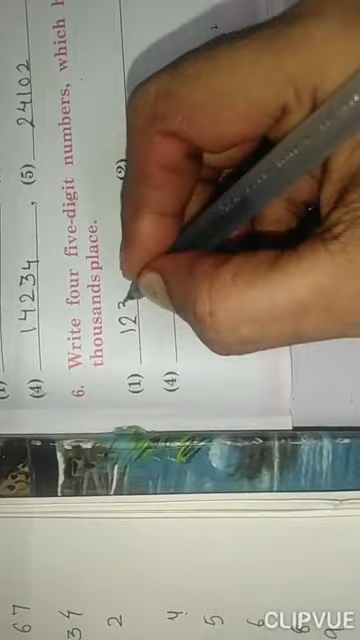 (4) 14234, (5) 24102
6. Write four five-digit numbers, which
thousands place.
(1) 123 (2)
(4)
67
34
2
4
5
6
CLIPVUE